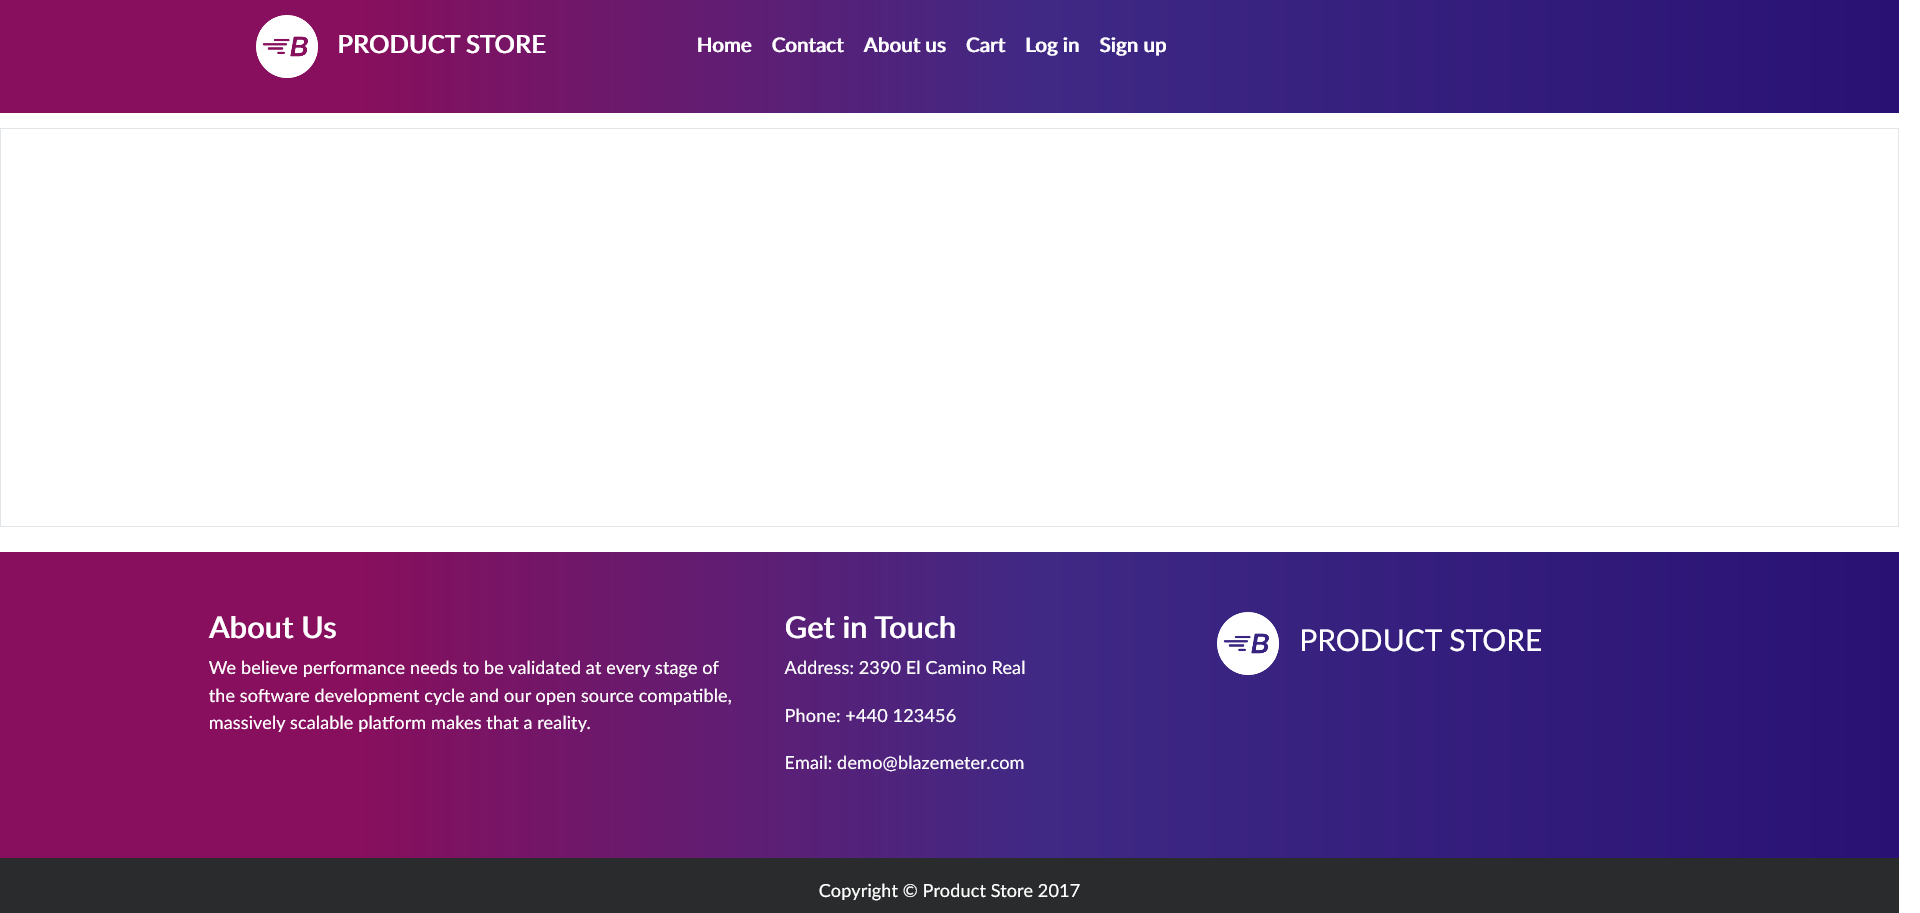 B PRODUCT STORE
Home Contact About us Cart Log in Sign up
About Us
We believe performance needs to be validated at every stage of
the software development cycle and our open source compatible,
massively scalable platform makes that a reality.
Get in Touch
Address: 2390 El Camino Real
Phone: +440 123456
Email: demo@blazemeter.com
B PRODUCT STORE
Copyright © Product Store 2017